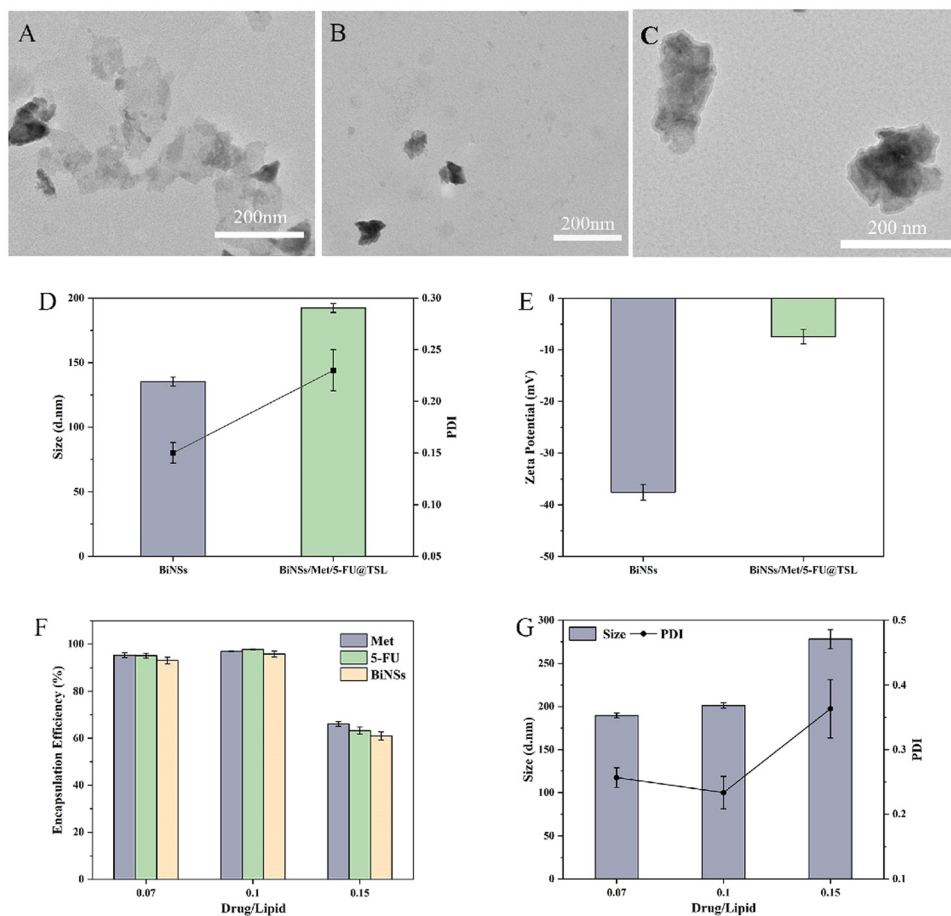 A
200nm
B
200nm
C
200 nm
D
200
150
100
75
50
25
0
Size (d.nm)
0.30
0.25
0.20
0.15
0.10
0.05
PDI
BiNSs
BiNSs/Met/5-FU@TSL
E
0
-10
-20
-30
-40
-50
Zeta Potential (mV)
BiNSs
BiNSs/Met/5-FU@TSL
F
100
80
60
40
20
0
Encapsulation Efficiency (%)
Met
5-FU
BiNSs
0.07
0.1
0.15
Drug/Lipid
G
300
250
200
150
100
50
0
Size (d.nm)
Size
PDI
0.5
0.4
0.3
0.2
0.1
PDI
0.07
0.1
0.15
Drug/Lipid